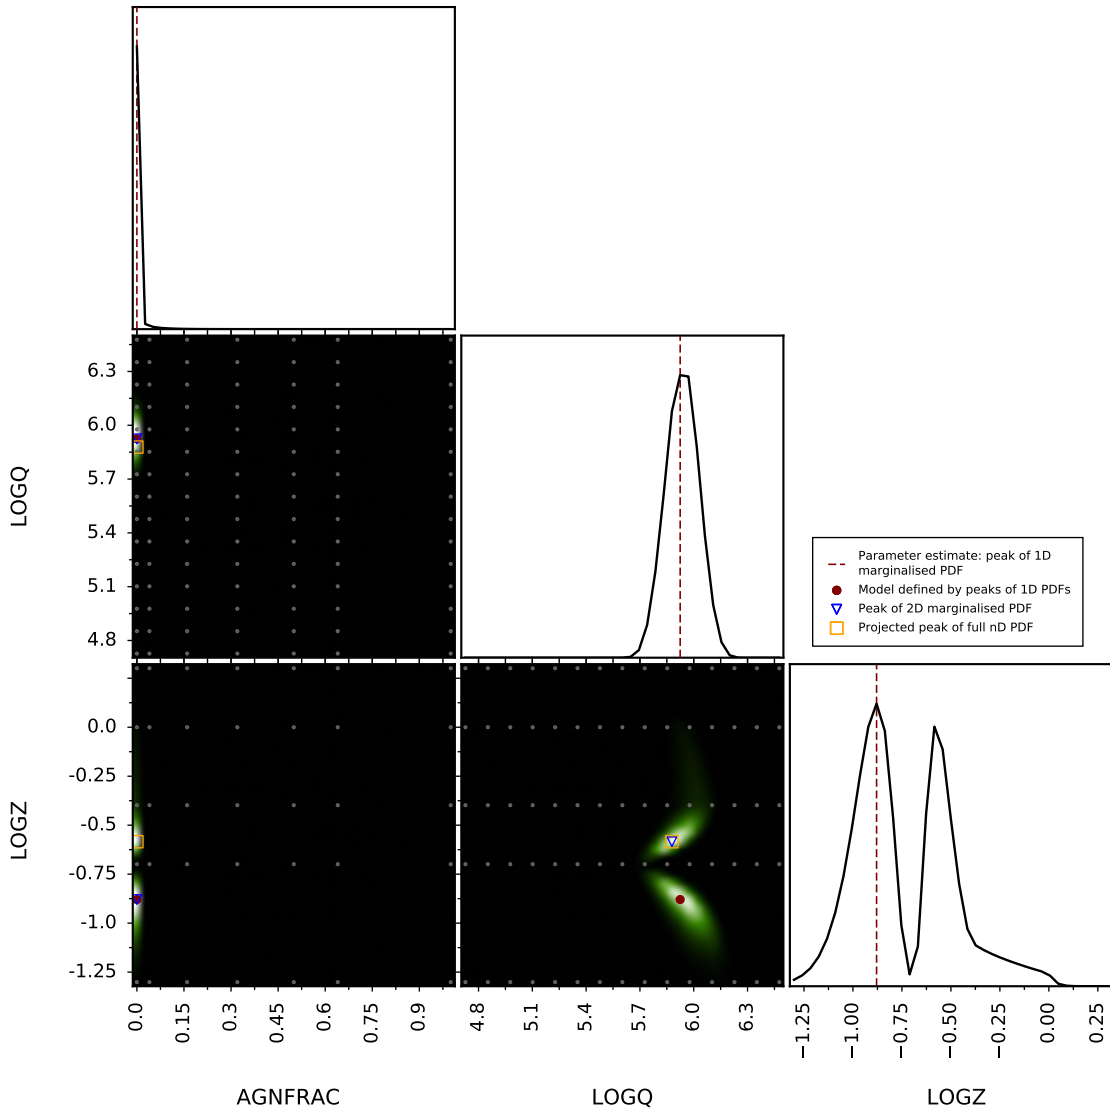 6.3
6.0
5.7
5.4
5.1
4.8
LOGQ
Parameter estimate: peak of 1D
marginalised PDF
Model defined by peaks of 1D PDFs
Peak of 2D marginalised PDF
Projected peak of full nD PDF
0.0
-0.25
-0.5
-0.75
-1.0
-1.25
LOGZ
0.0 0.15 0.3 0.45 0.6 0.75 0.9
4.8 5.1 5.4 5.7 6.0 6.3
−1.25 −1.00 −0.75 −0.50 −0.25 0.00 0.25
AGNFRAC LOGQ LOGZ